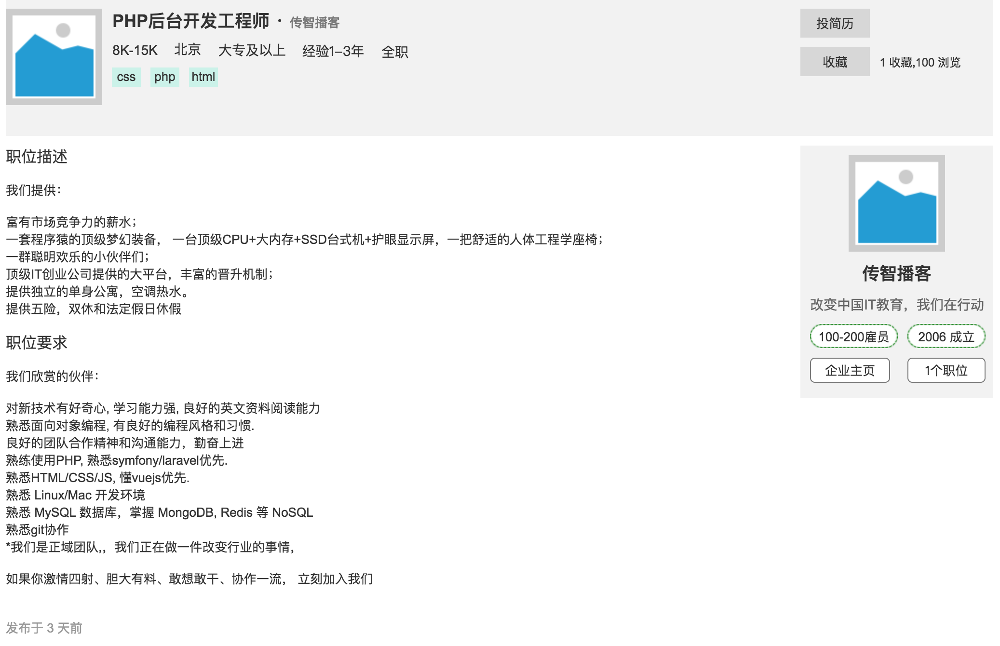 PHP后台开发工程师 · 传智播客
8K-15K 北京 大专及以上 经验1–3年 全职
css php html
投简历
收藏 1 收藏,100 浏览
职位描述
我们提供：
富有市场竞争力的薪水；
一套程序猿的顶级梦幻装备， 一台顶级CPU+大内存+SSD台式机+护眼显示屏，一把舒适的人体工程学座椅；
一群聪明欢乐的小伙伴们；
顶级IT创业公司提供的大平台，丰富的晋升机制；
提供独立的单身公寓，空调热水。
提供五险，双休和法定假日休假
职位要求
我们欣赏的伙伴：
对新技术有好奇心, 学习能力强, 良好的英文资料阅读能力
熟悉面向对象编程, 有良好的编程风格和习惯.
良好的团队合作精神和沟通能力，勤奋上进
熟练使用PHP, 熟悉symfony/laravel优先.
熟悉HTML/CSS/JS, 懂vuejs优先.
熟悉 Linux/Mac 开发环境
熟悉 MySQL 数据库，掌握 MongoDB, Redis 等 NoSQL
熟悉git协作
*我们是正域团队,，我们正在做一件改变行业的事情，
如果你激情四射、胆大有料、敢想敢干、协作一流， 立刻加入我们
发布于 3 天前
传智播客
改变中国IT教育，我们在行动
100-200雇员 2006 成立
企业主页 1个职位